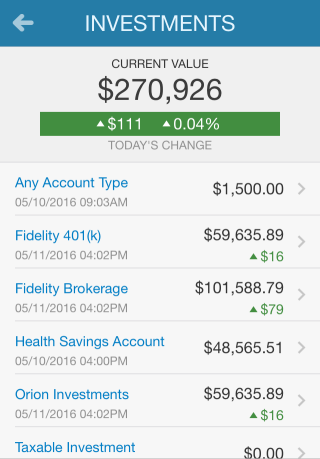 INVESTMENTS
CURRENT VALUE
$270,926
$111 0.04%
TODAY'S CHANGE
Any Account Type $1,500.00
05/10/2016 09:03AM
Fidelity 401(k) $59,635.89
05/11/2016 04:02PM $16
Fidelity Brokerage $101,588.79
05/11/2016 04:02PM $79
Health Savings Account $48,565.51
05/10/2016 04:00PM
Orion Investments $59,635.89
05/11/2016 04:02PM $16
Taxable Investment $0.00